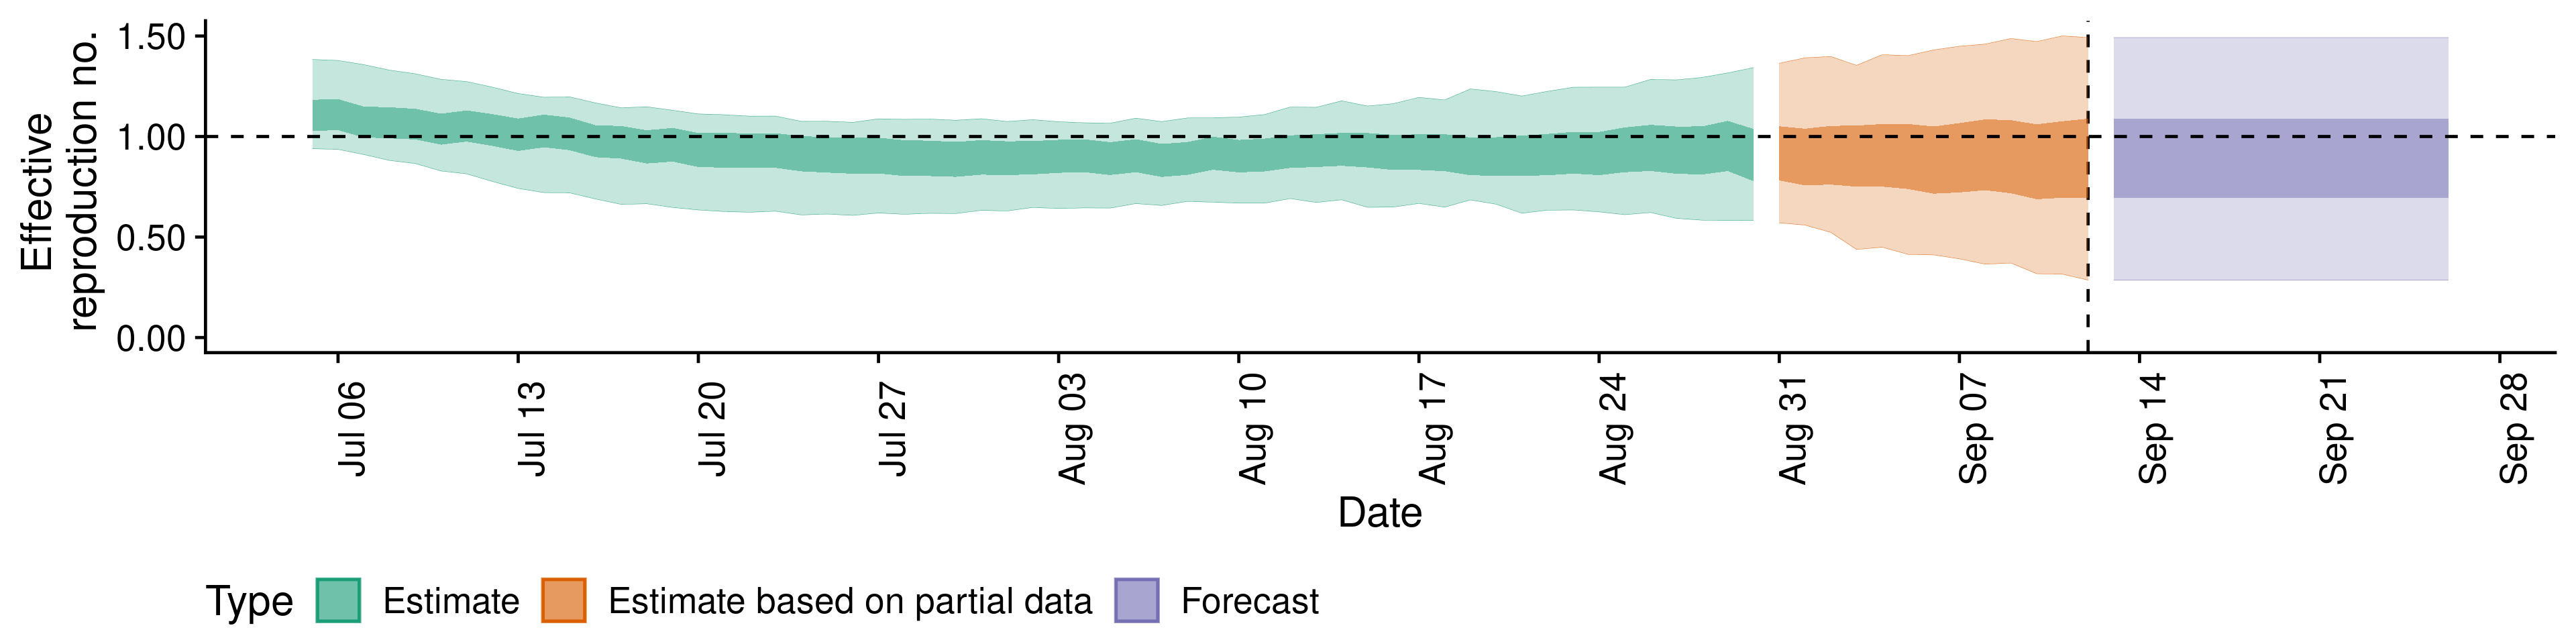 Effective
reproduction no.
1.50
1.00
0.50
0.00
Jul 06
Jul 13
Jul 20
Jul 27
Aug 03
Aug 10
Aug 17
Aug 24
Aug 31
Sep 07
Sep 14
Sep 21
Sep 28
Date
Type Estimate Estimate based on partial data Forecast